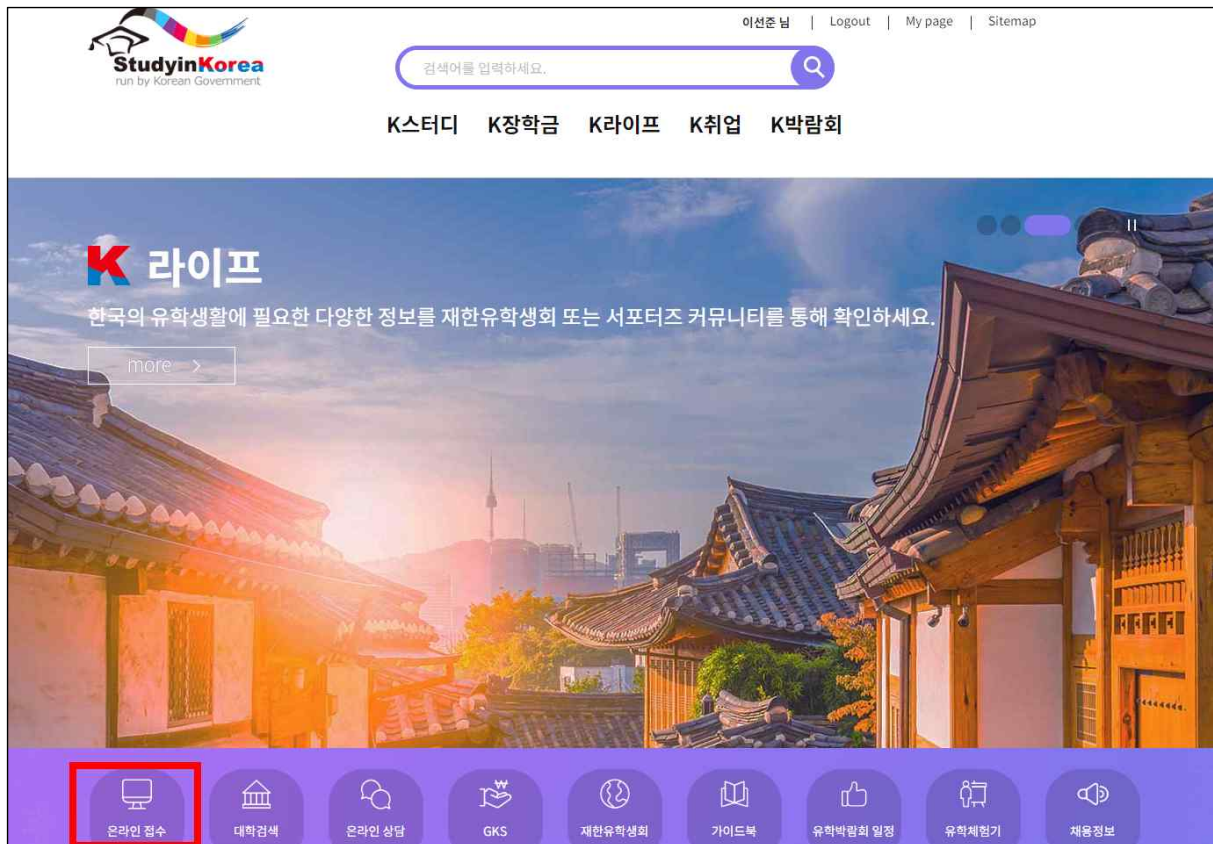 이선준 님 | Logout | My page | Sitemap
StudyinKorea
run by Korean Government
검색어를 입력하세요.
K스터디 K장학금 K라이프 K취업 K박람회
K 라이프
한국의 유학생활에 필요한 다양한 정보를 재한유학생회 또는 서포터즈 커뮤니티를 통해 확인하세요.
more >
온라인 접수 대학검색 온라인 상담 GKS 재한유학생회 가이드북 유학박람회 일정 유학체험기 채용정보